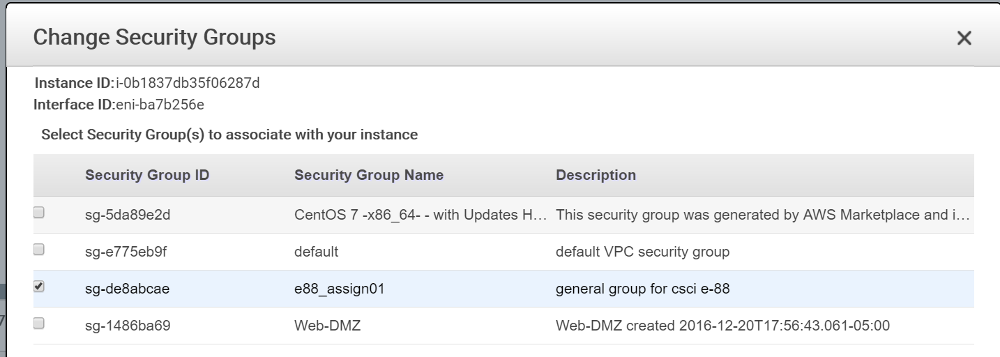 Change Security Groups
Instance ID:i-0b1837db35f06287d
Interface ID:eni-ba7b256e
Select Security Group(s) to associate with your instance
Security Group ID Security Group Name Description
sg-5da89e2d CentOS 7 -x86_64- - with Updates H… This security group was generated by AWS Marketplace and i…
sg-e775eb9f default default VPC security group
sg-de8abcae e88_assign01 general group for csci e-88
sg-1486ba69 Web-DMZ Web-DMZ created 2016-12-20T17:56:43.061-05:00